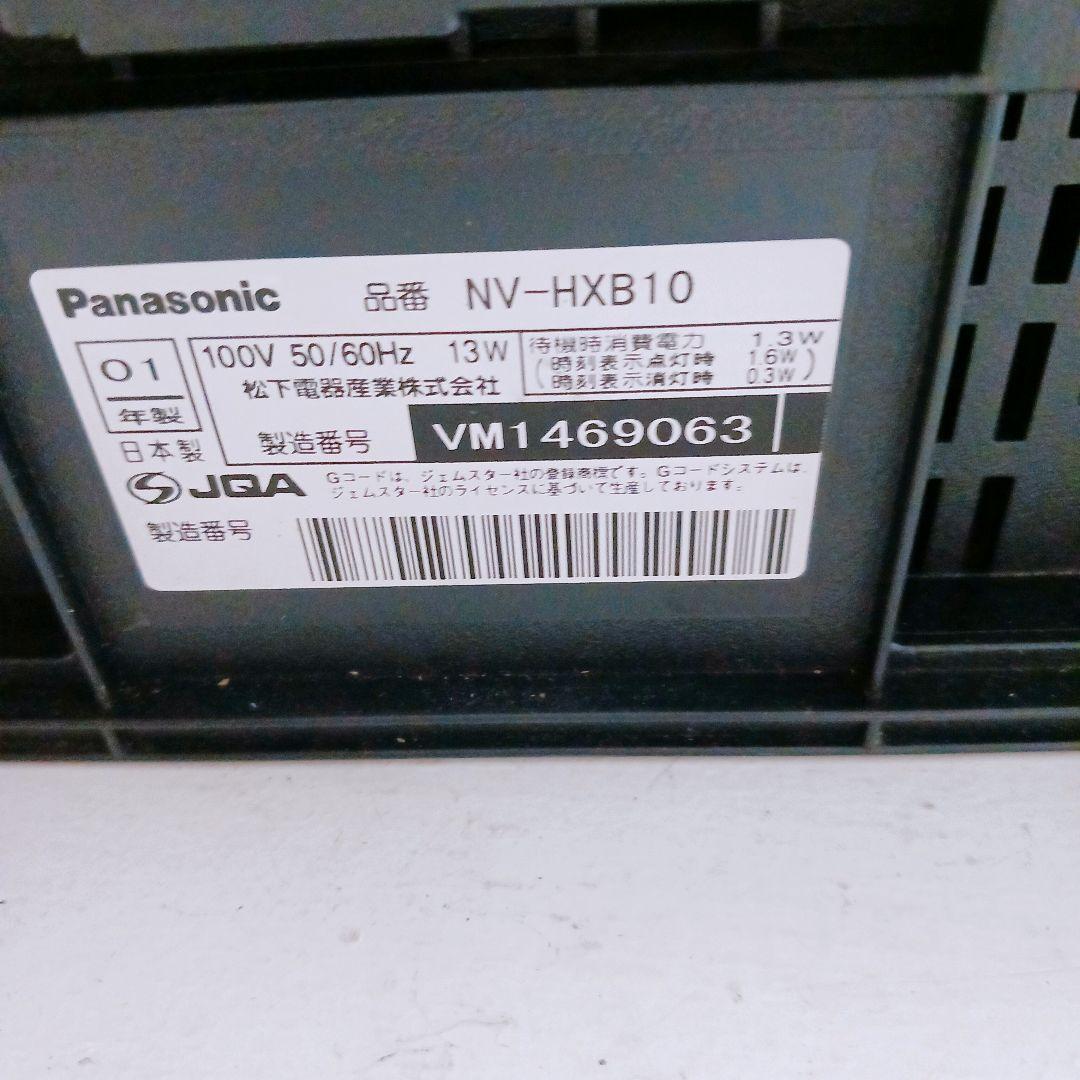 Panasonic 品番 NV-HXB10
01
年製
日本製
100V 50/60Hz 13W
松下電器産業株式会社
待機時消費電力 1.3W
(時刻表示点灯時 1.6W
時刻表示消灯時 0.3W)
製造番号 VM1469063
JQA
Gコードは、ジェムスター社の登録商標です。Gコードシステムは、
ジェムスター社のライセンスに基づいて生産しております。
製造番号